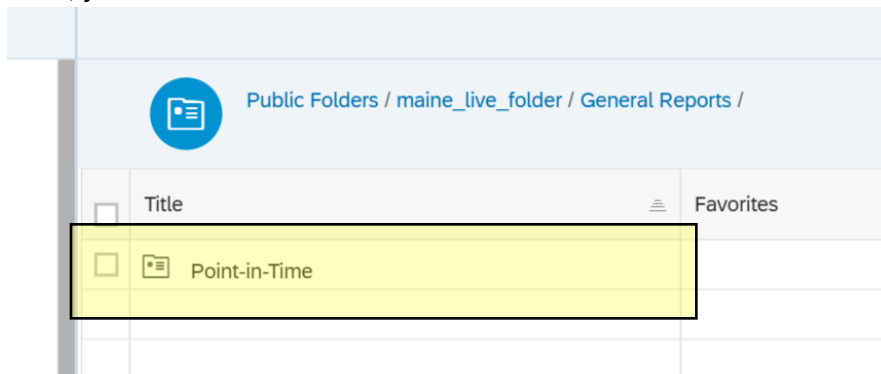 Public Folders / maine_live_folder / General Reports /
Title Favorites
Point-in-Time